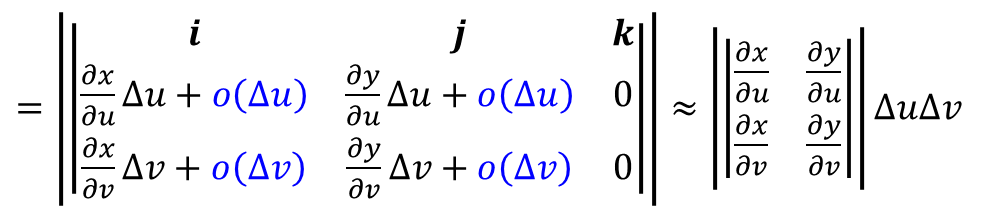 = || i j k || ≈ || ∂x/∂u ∂y/∂u || ΔuΔv
∂x/∂u Δu + o(Δu) ∂y/∂u Δu + o(Δu) 0
∂x/∂v Δv + o(Δv) ∂y/∂v Δv + o(Δv) 0 ∂x/∂v ∂y/∂v